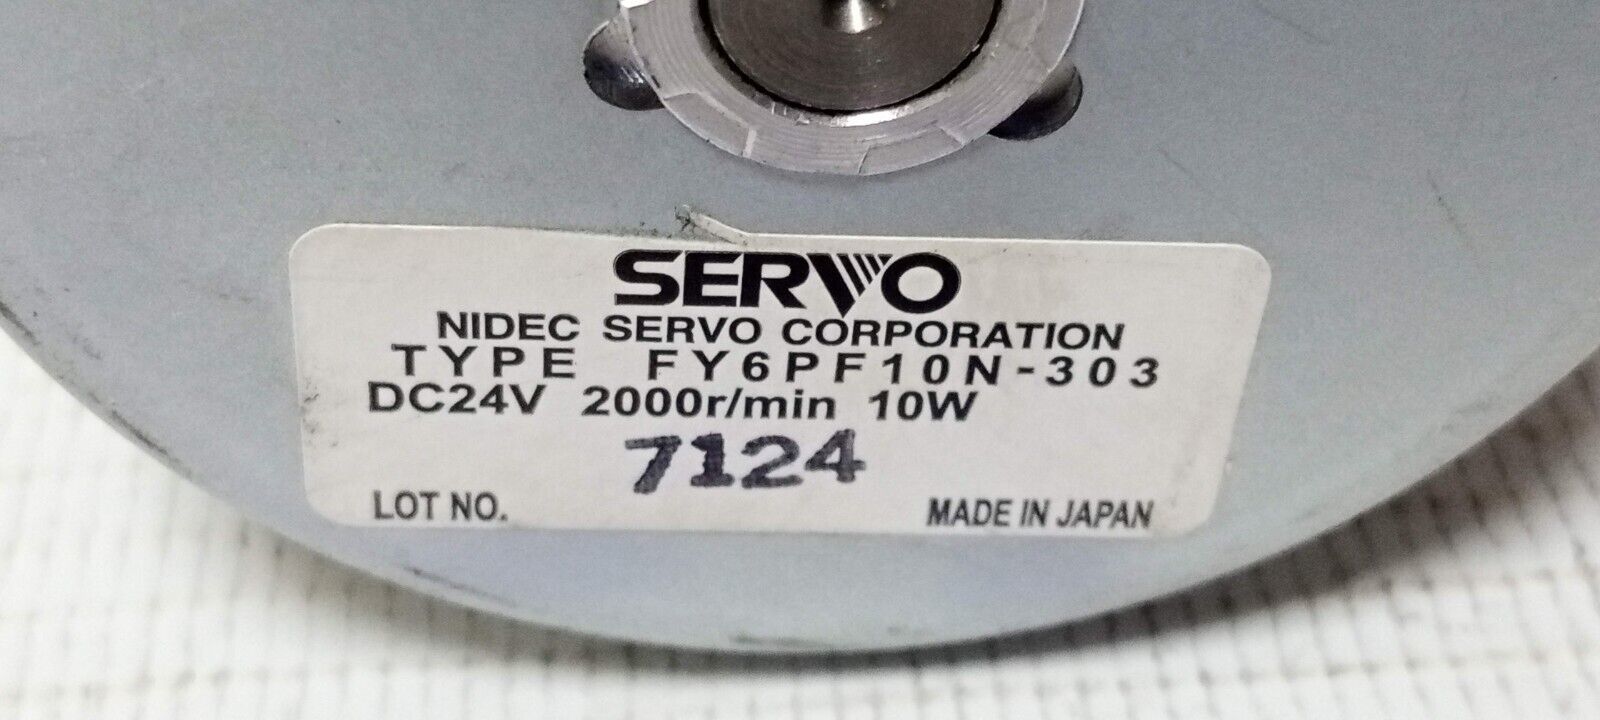 SERVO
NIDEC SERVO CORPORATION
TYPE FY6PF10N-303
DC24V 2000r/min 10W
7124
LOT NO. MADE IN JAPAN